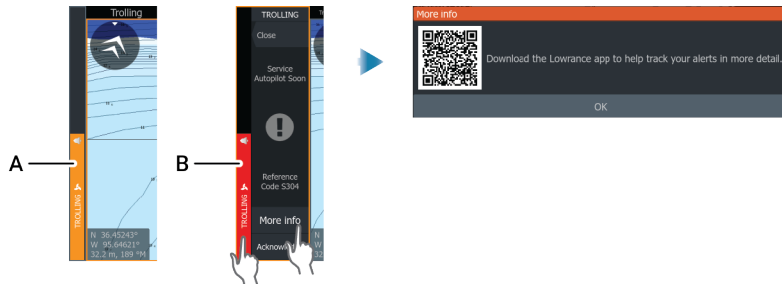 Trolling
TROLLING
N 36.45243°
W 95.64621°
32.2 m, 189 °M
A
B
TROLLING
TROLLING
Close
Service
Autopilot Soon
Reference
Code S304
More info
N
W
32
More info
Download the Lowrance app to help track your alerts in more detail.
OK